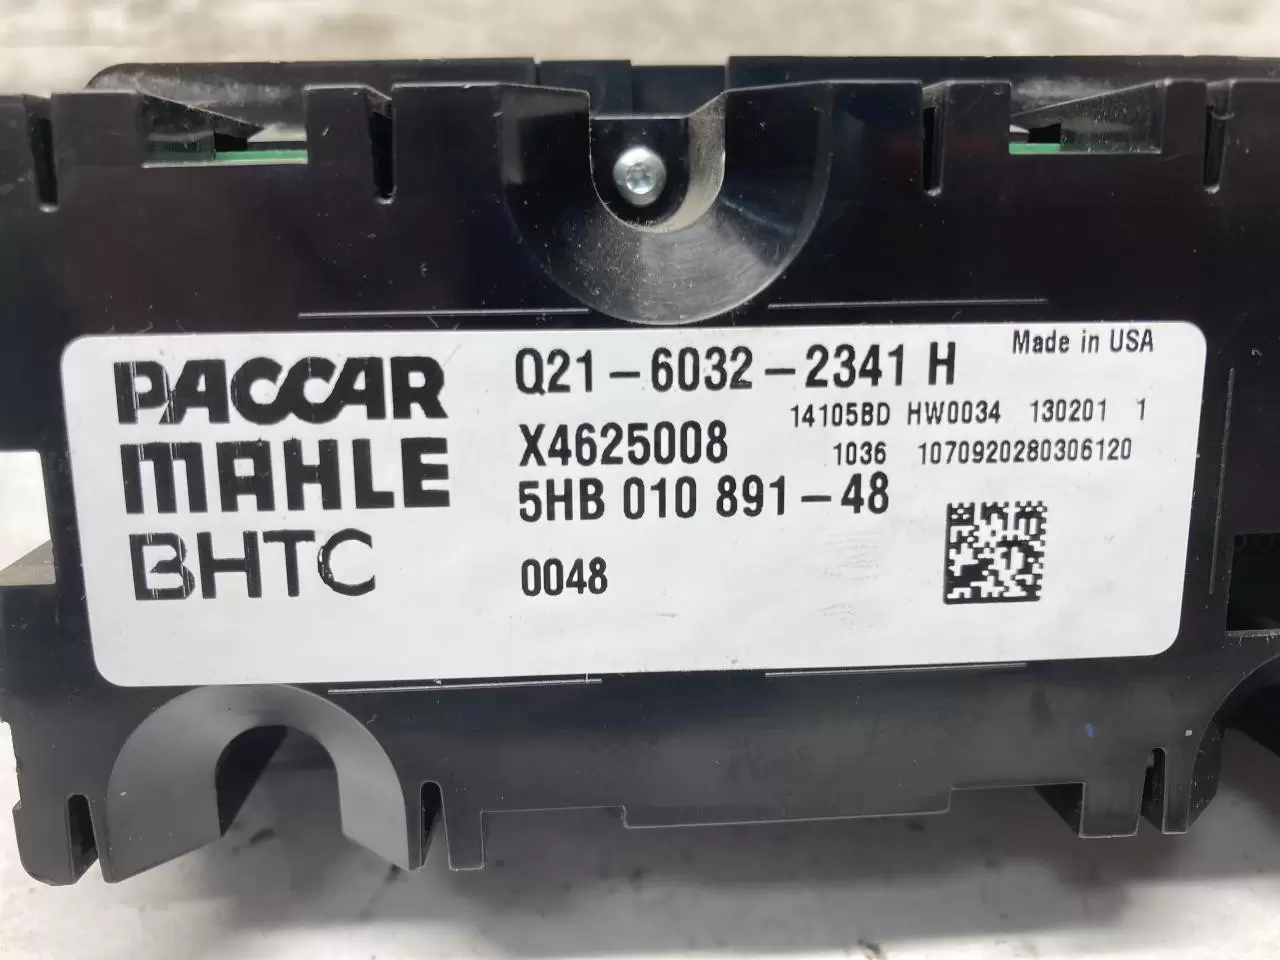 PACCAR
MAHLE
BHTC
Q21-6032-2341 H
Made in USA
14105BD HW0034 130201 1
X4625008
1036 1070920280306120
5HB 010 891-48
0048